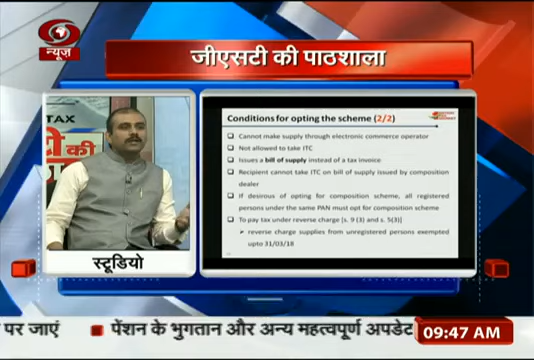 न्यूज़
जीएसटी की पाठशाला
TAX
की
Conditions for opting the scheme (2/2)
Cannot make supply through electronic commerce operator
Not allowed to take ITC
Issues a bill of supply instead of a tax invoice
Recipient cannot take ITC on bill of supply issued by composition
dealer
If desirous of opting for composition scheme, all registered
persons under the same PAN must opt for composition scheme
To pay tax under reverse charge [s. 9 (3) and s. 5(3)]
reverse charge supplies from unregistered persons exempted
upto 31/03/18
स्टूडियो
पर जाएं
पेंशन के भुगतान और अन्य महत्वपूर्ण अपडेट
09:47 AM